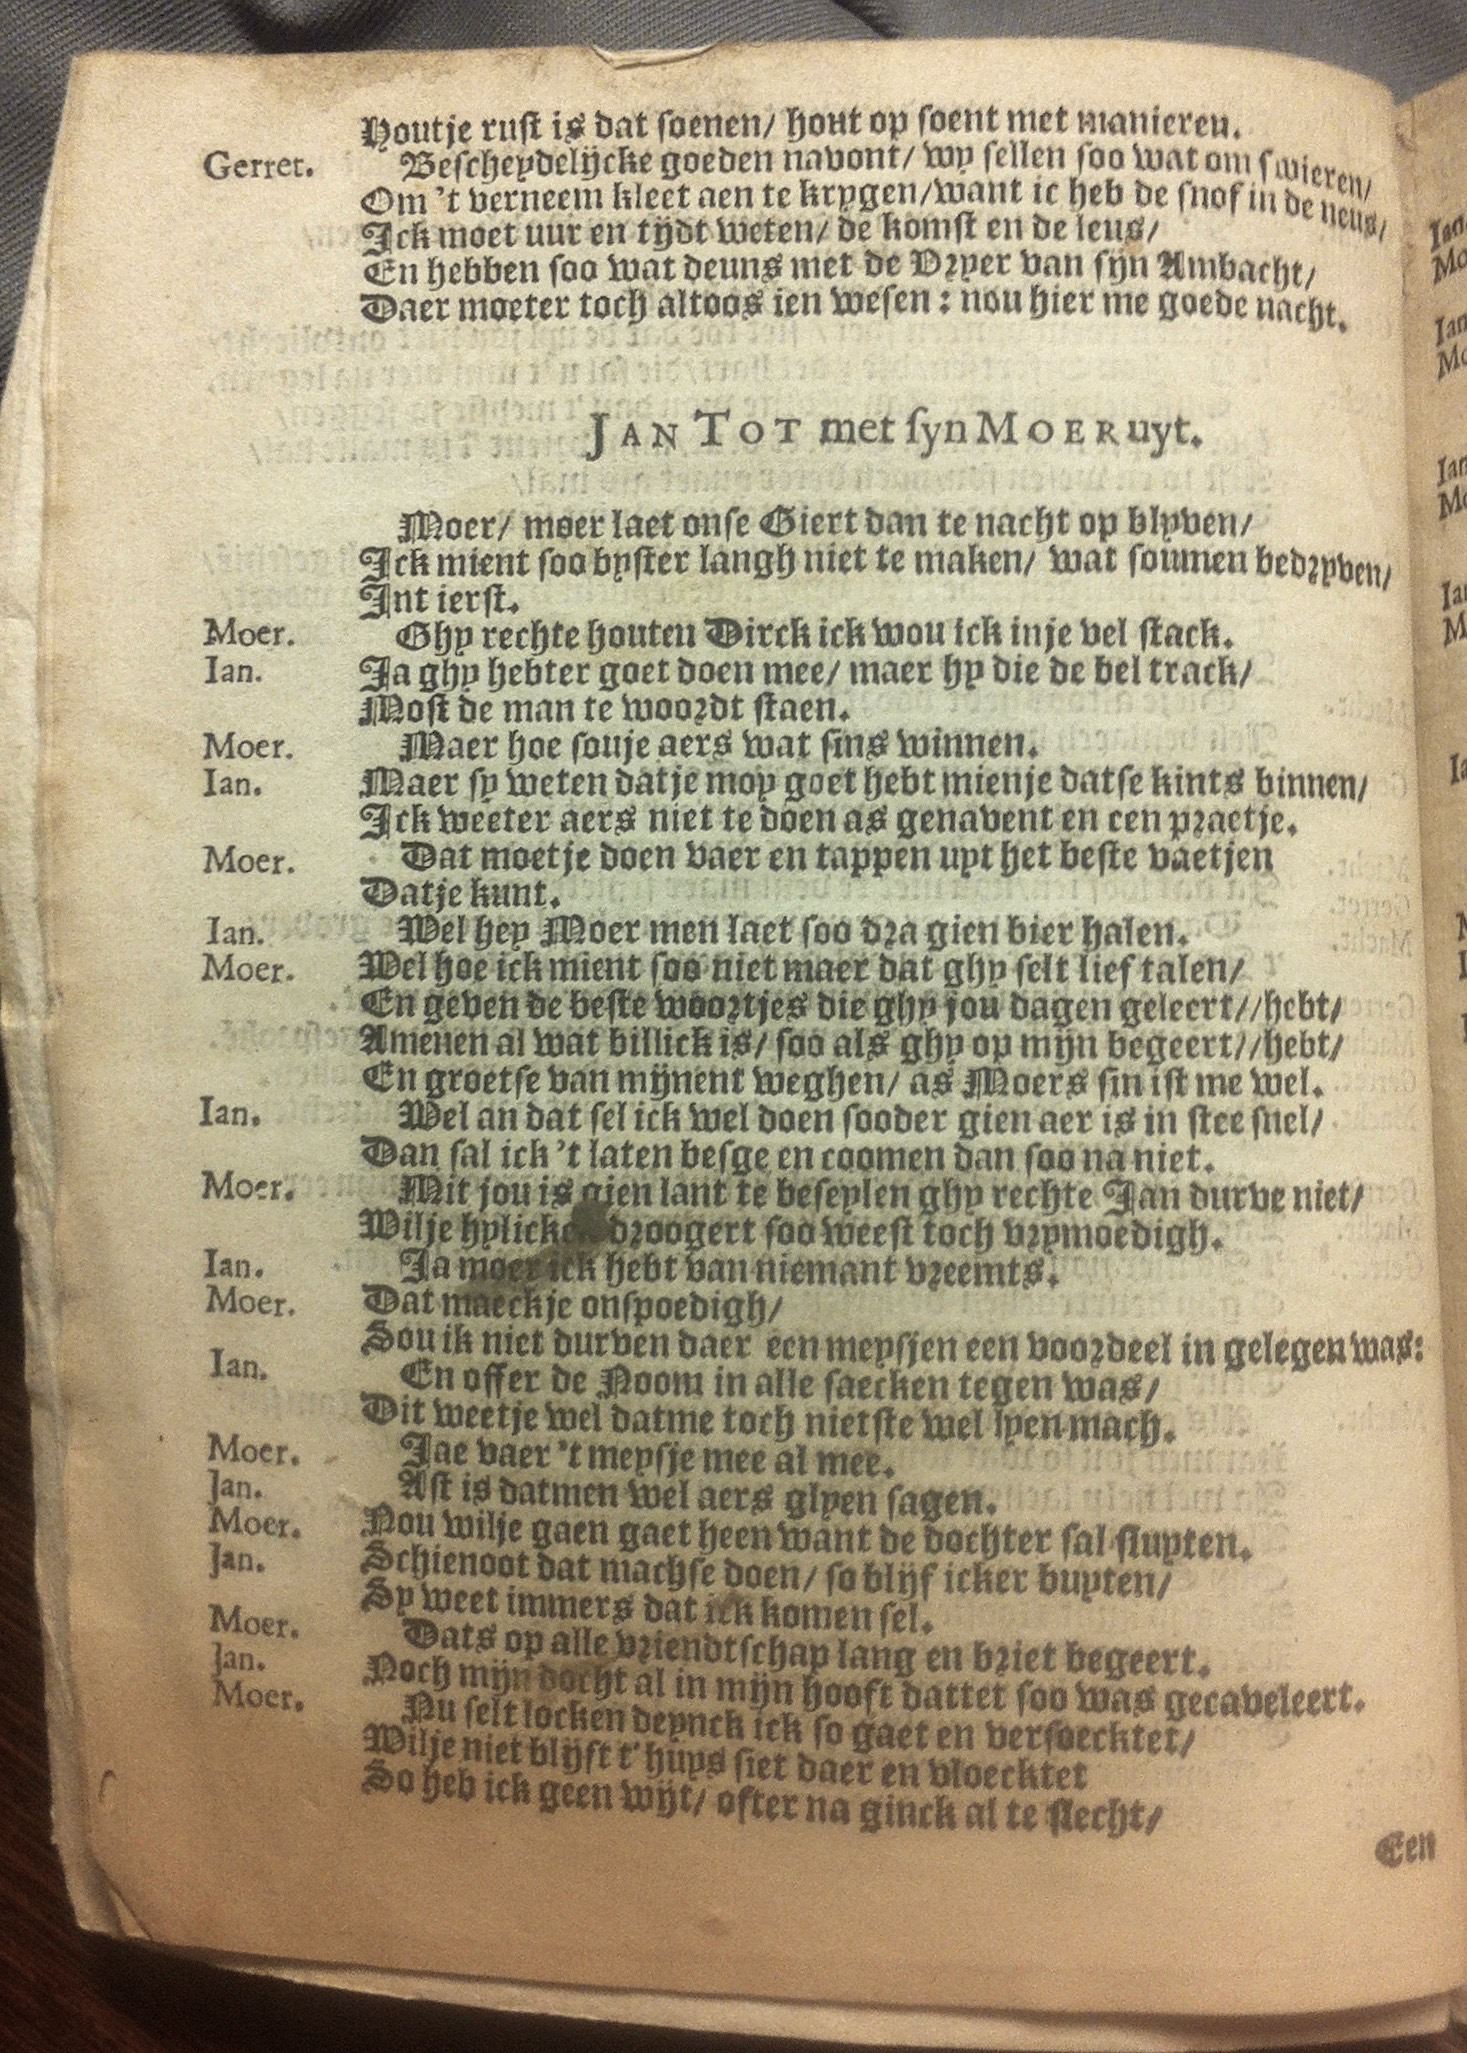 Houtje rust is dat soenen/ hout op soent met manieren.
Gerret. Bescheydelijcke goeden navont/ wy sellen soo wat om swieren/
Om 't verneem kleet aen te krygen/want ic heb de snof in de neus/
Ick moet uur en tijdt weten/ de komst en de leus/
En hebben soo wat deuns met de Vryer van sijn Ambacht/
Daer moeter toch altoos ien wesen: nou hier me goede nacht.
JAN TOT met syn MOER uyt.
Moer/ moer laet onse Giert dan te nacht op blyven/
Ick mient soo byster langh niet te maken/ wat soumen bedryven/
Int ierst.
Moer. Ghy rechte houten Dirck ick wou ick inje vel stack.
Ian. Ja ghy hebter goet doen mee/ maer hy die de bel track/
Most de man te woordt staen.
Moer. Maer hoe souje aers wat sins winnen.
Ian. Maer sy weten datje moy goet hebt mienje datse kints binnen/
Ick weeter aers niet te doen as genavent en een praetje.
Moer. Dat moetje doen vaer en tappen uyt het beste vaetjen
Datje kunt.
Ian. Wel hey Moer men laet soo dra gien bier halen.
Moer. Wel hoe ick mient soo niet maer dat ghy selt lief talen/
En geven de beste woortjes die ghy jou dagen geleert//hebt/
Amenen al wat billick is/ soo als ghy op mijn begeert//hebt/
En groetse van mijnent weghen/ as Moers sin ist me wel.
Ian. Wel an dat sel ick wel doen sooder gien aer is in stee snel/
Dan sal ick 't laten besge en coomen dan soo na niet.
Moer. Mit jou is gien lant te beseylen ghy rechte Jan durve niet/
Wilje hylicke droogert soo weest toch vrymoedigh.
Ian. Ja moer ick hebt van niemant vreemts.
Moer. Dat maeckje onspoedigh/
Sou ik niet durven daer een meysjen een voordeel in gelegen was:
Ian. En offer de Noom in alle saecken tegen was/
Dit weetje wel datme toch nietste wel lyen mach.
Moer. Jae vaer 't meysje mee al mee.
Jan. Ast is datmen wel aers glyen sagen.
Moer. Nou wilje gaen gaet heen want de dochter sal sluyten.
Jan. Schienoot dat machse doen/ so blijf icker buyten/
Sy weet immers dat ick komen sel.
Moer. Dats op alle vriendtschap lang en briet begeert.
Jan. Noch mijn docht al in mijn hooft dattet soo was gecaveleert.
Moer. Nu selt locken deynck ick so gaet en versoecktet/
Wilje niet blijft t'huys siet daer en vloecktet
So heb ick geen wijt/ ofter na ginck al te slecht/
Een